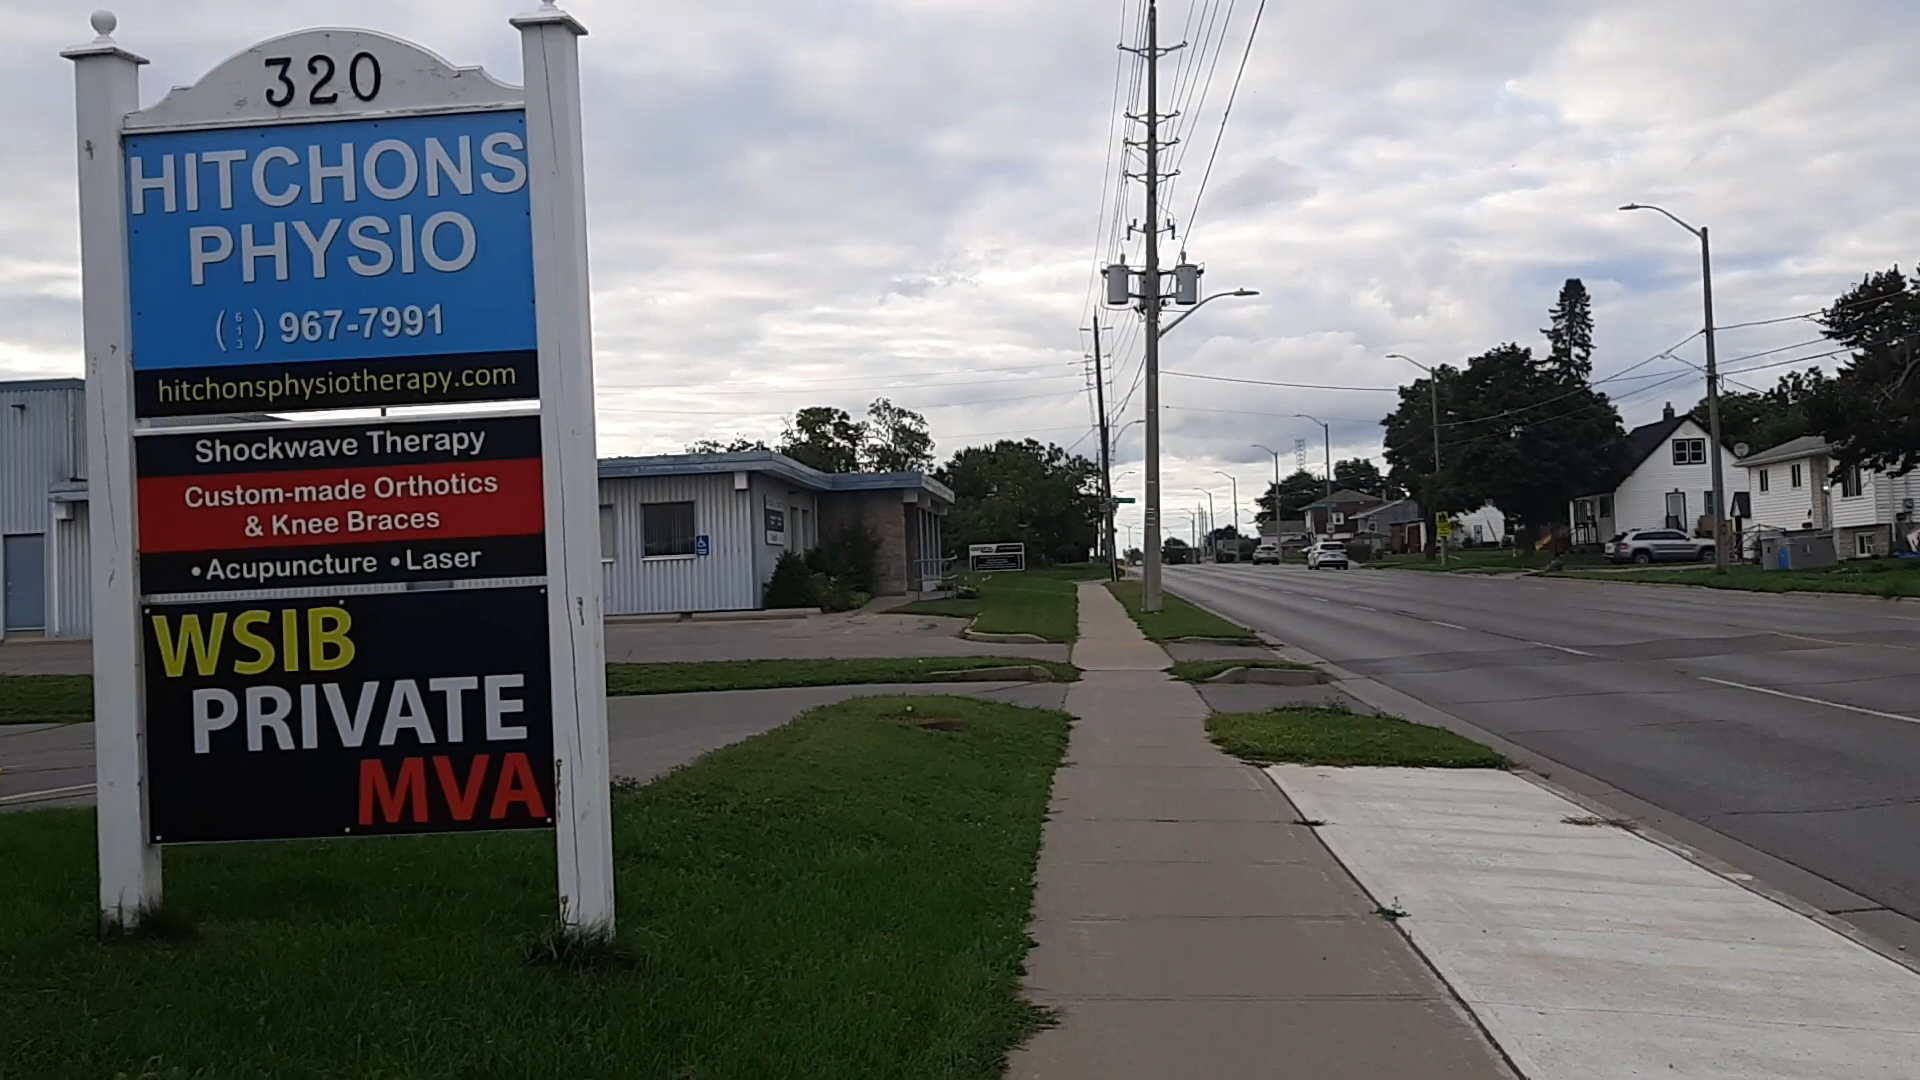 320
HITCHONS
PHYSIO
(613) 967-7991
hitchonsphysiotherapy.com
Shockwave Therapy
Custom-made Orthotics
& Knee Braces
•Acupuncture •Laser
WSIB
PRIVATE
MVA